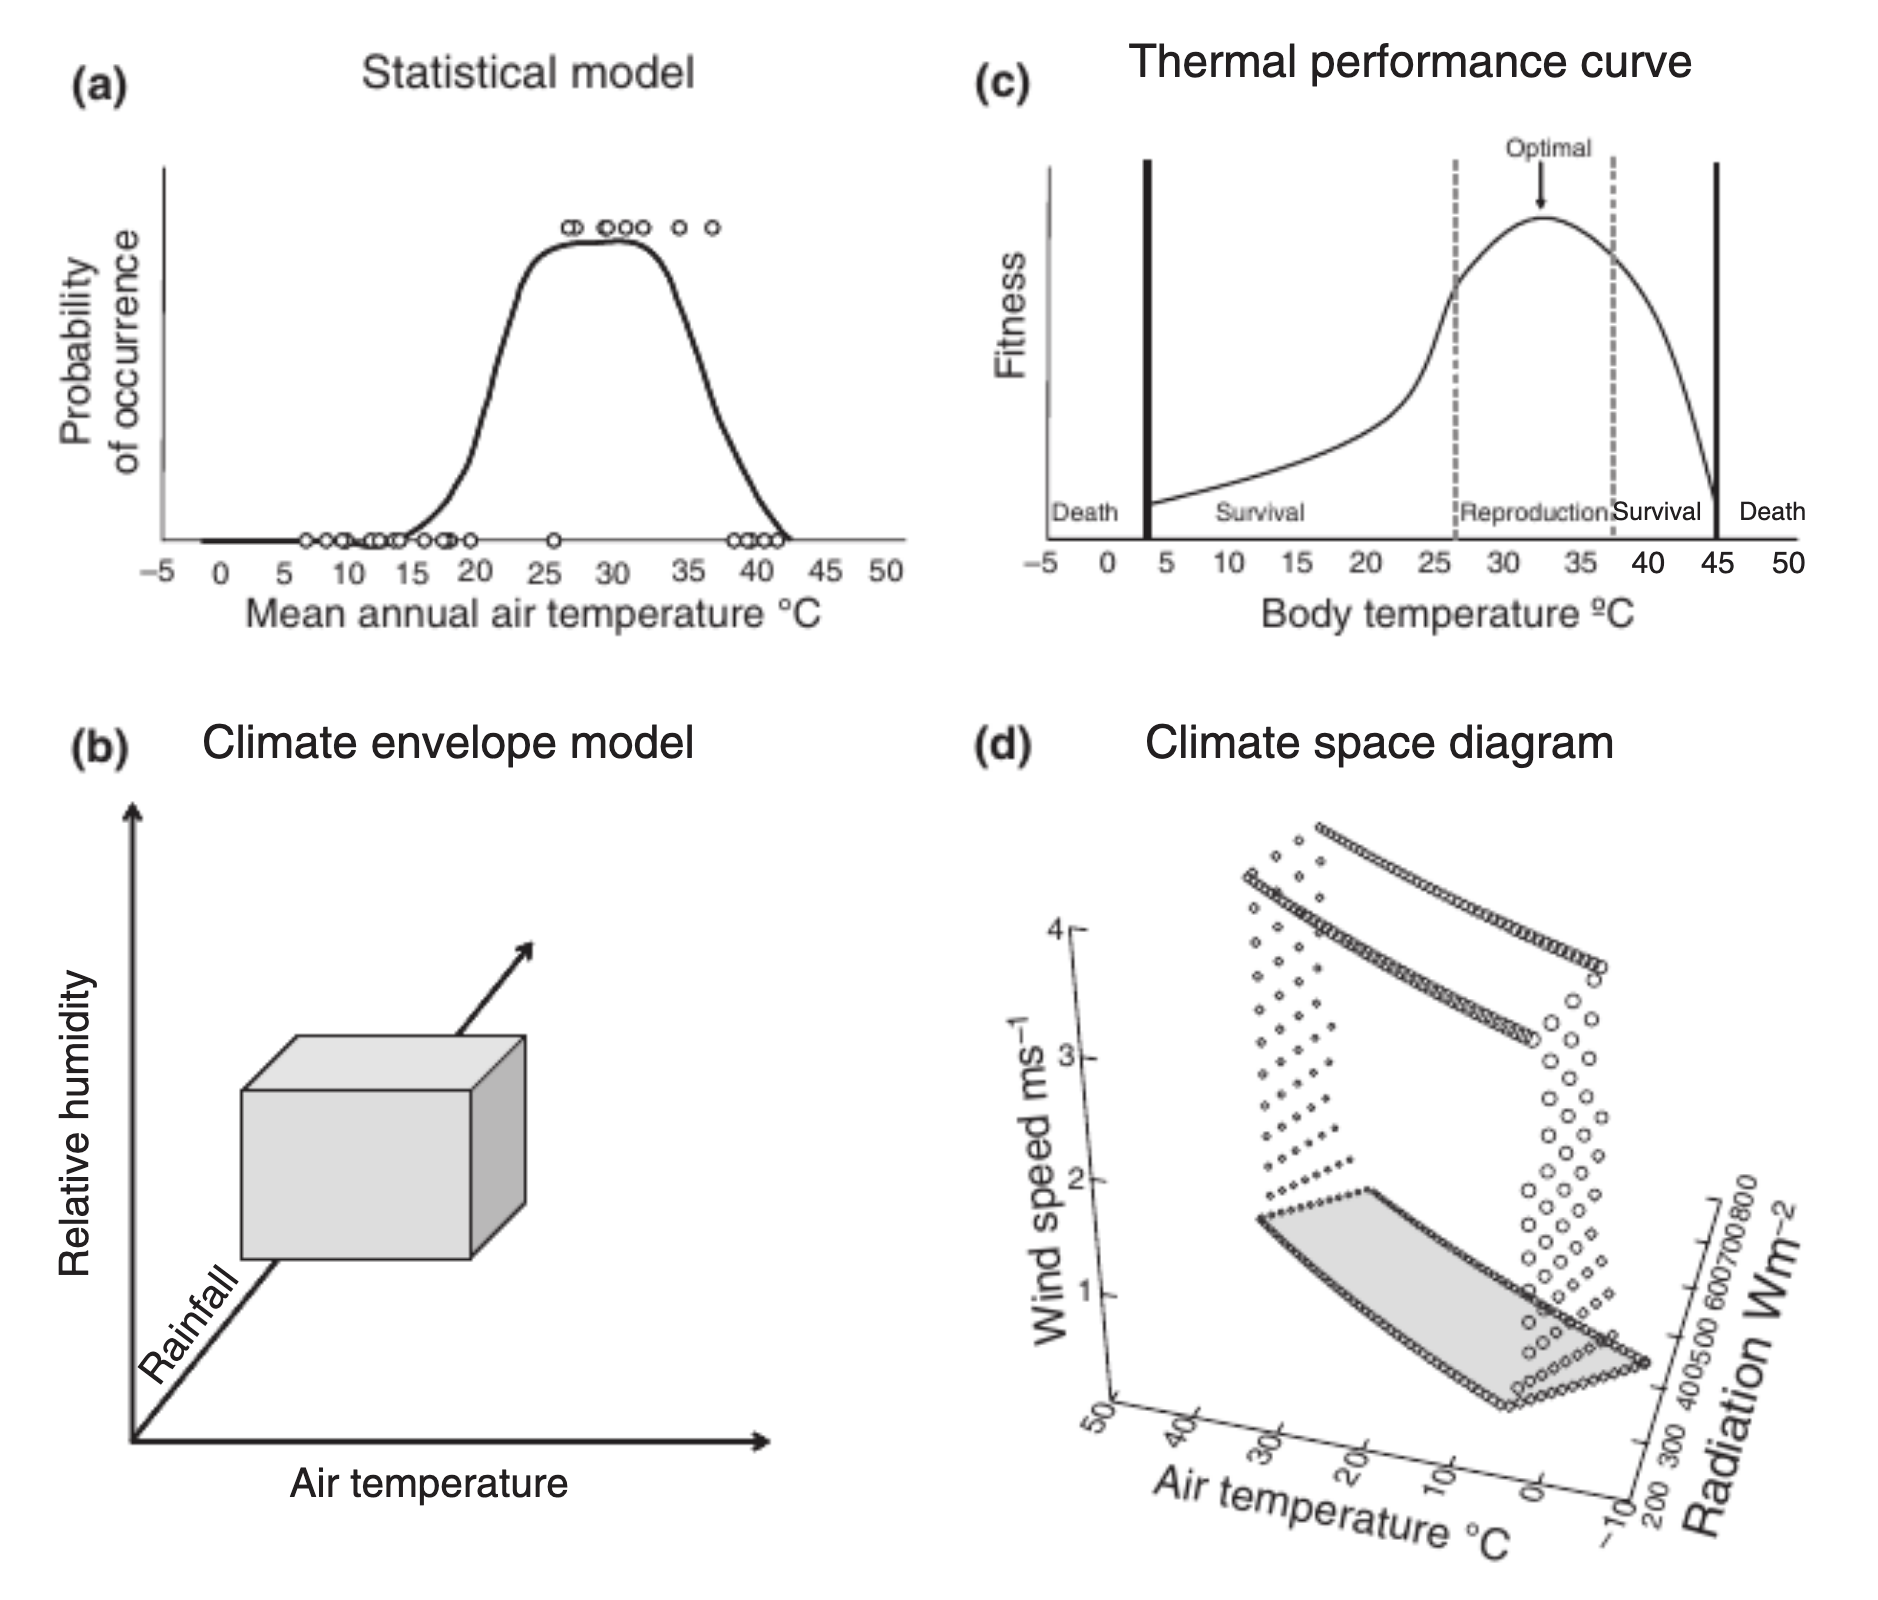 (a)
Statistical model
Probability
of occurrence
−5 0 5 10 15 20 25 30 35 40 45 50
Mean annual air temperature °C
(c)
Thermal performance curve
Optimal
Fitness
Death
Survival
Reproduction
Survival
Death
−5 0 5 10 15 20 25 30 35 40 45 50
Body temperature ºC
(b)
Climate envelope model
Relative humidity
Rainfall
Air temperature
(d)
Climate space diagram
4
3
2
1
Wind speed ms−1
50 40 30 20 10 0 −10
Air temperature °C
200 300 400 500 600 700 800
Radiation Wm−2